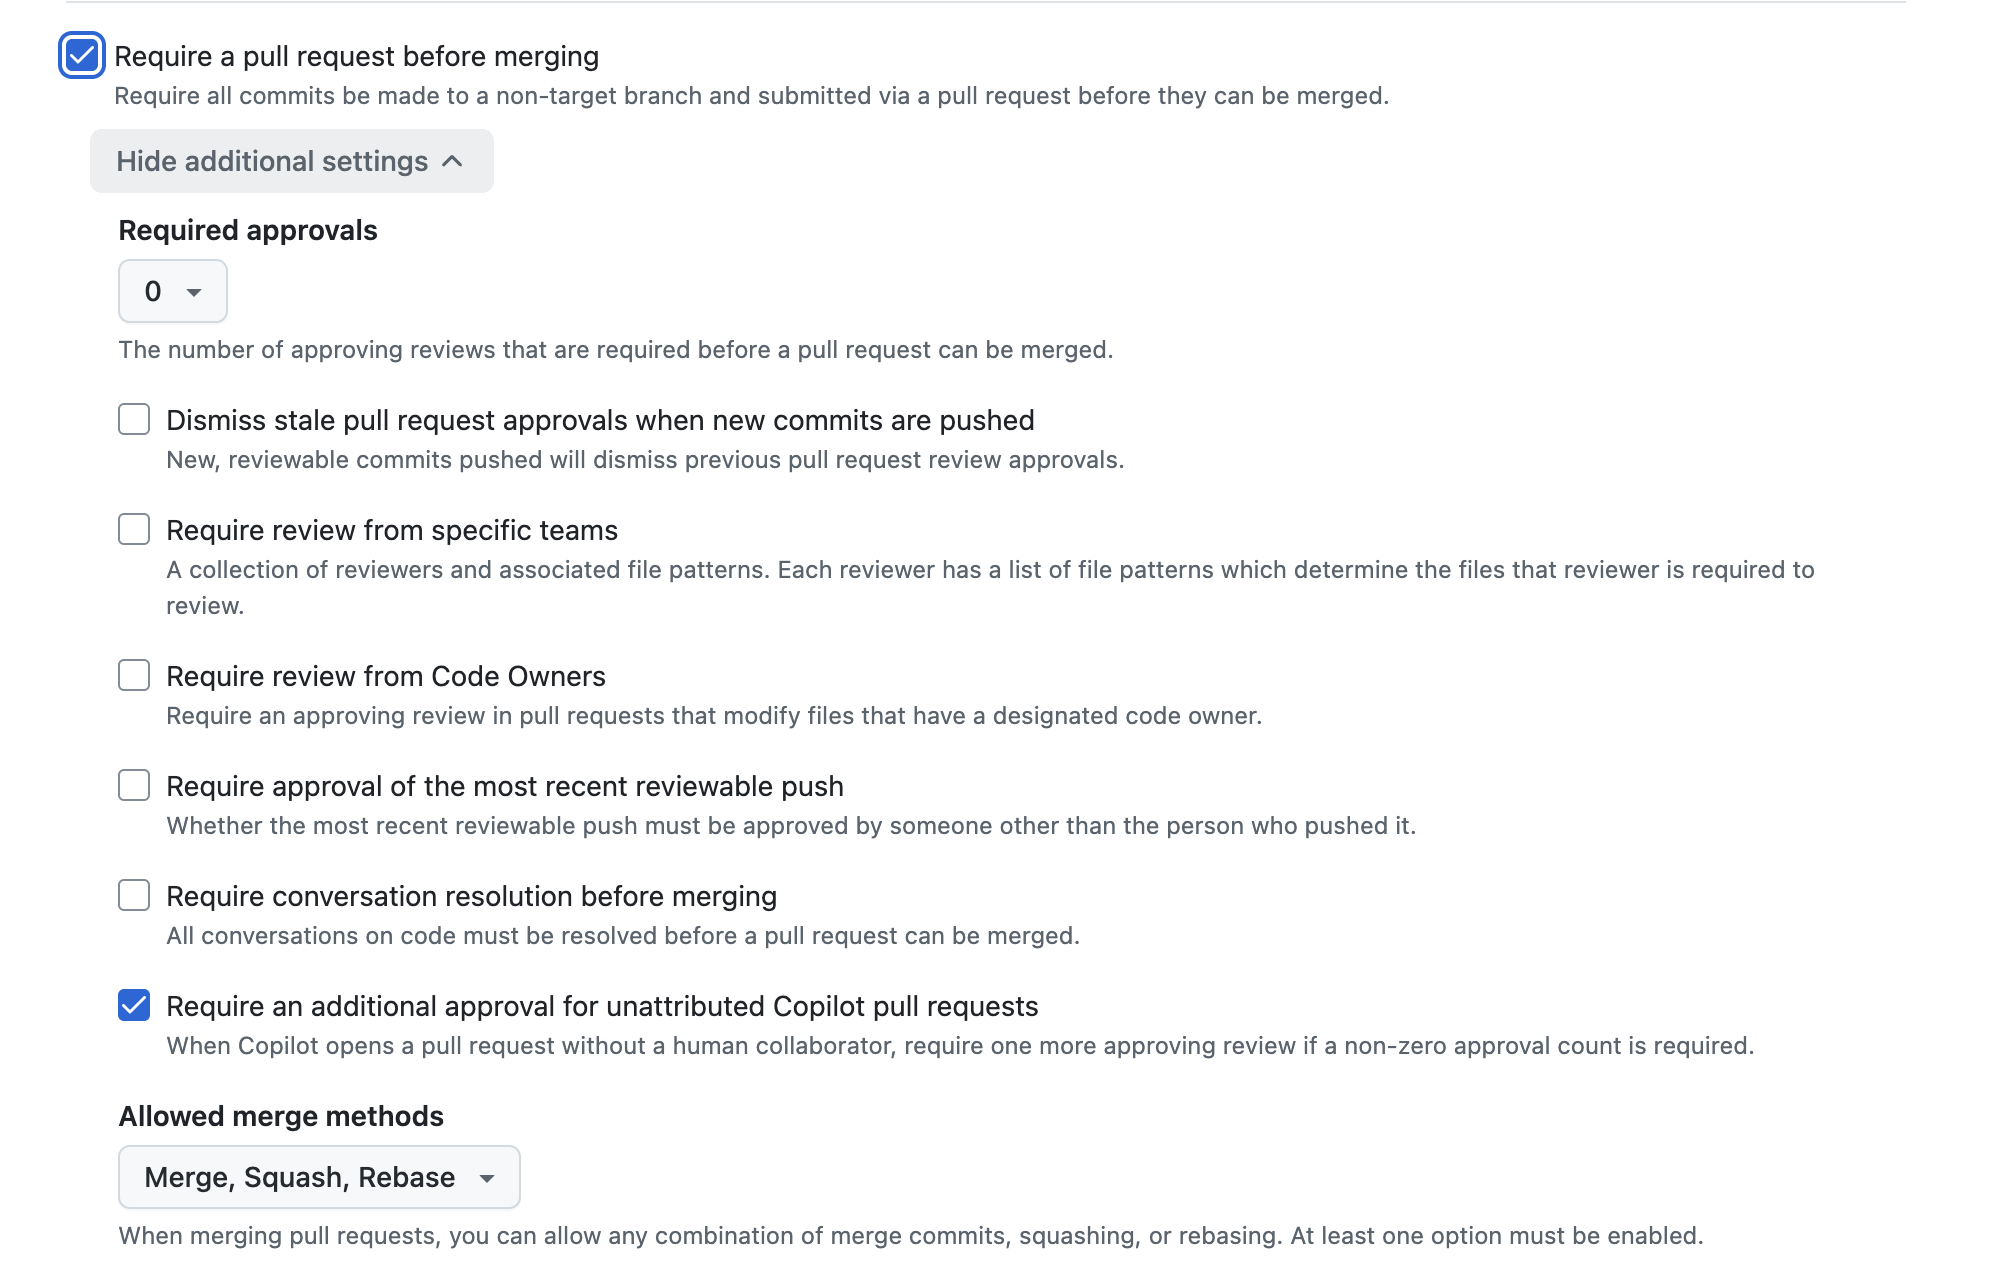 Require a pull request before merging
Require all commits be made to a non-target branch and submitted via a pull request before they can be merged.
Hide additional settings
Required approvals
0
The number of approving reviews that are required before a pull request can be merged.
Dismiss stale pull request approvals when new commits are pushed
New, reviewable commits pushed will dismiss previous pull request review approvals.
Require review from specific teams
A collection of reviewers and associated file patterns. Each reviewer has a list of file patterns which determine the files that reviewer is required to
review.
Require review from Code Owners
Require an approving review in pull requests that modify files that have a designated code owner.
Require approval of the most recent reviewable push
Whether the most recent reviewable push must be approved by someone other than the person who pushed it.
Require conversation resolution before merging
All conversations on code must be resolved before a pull request can be merged.
Require an additional approval for unattributed Copilot pull requests
When Copilot opens a pull request without a human collaborator, require one more approving review if a non-zero approval count is required.
Allowed merge methods
Merge, Squash, Rebase
When merging pull requests, you can allow any combination of merge commits, squashing, or rebasing. At least one option must be enabled.